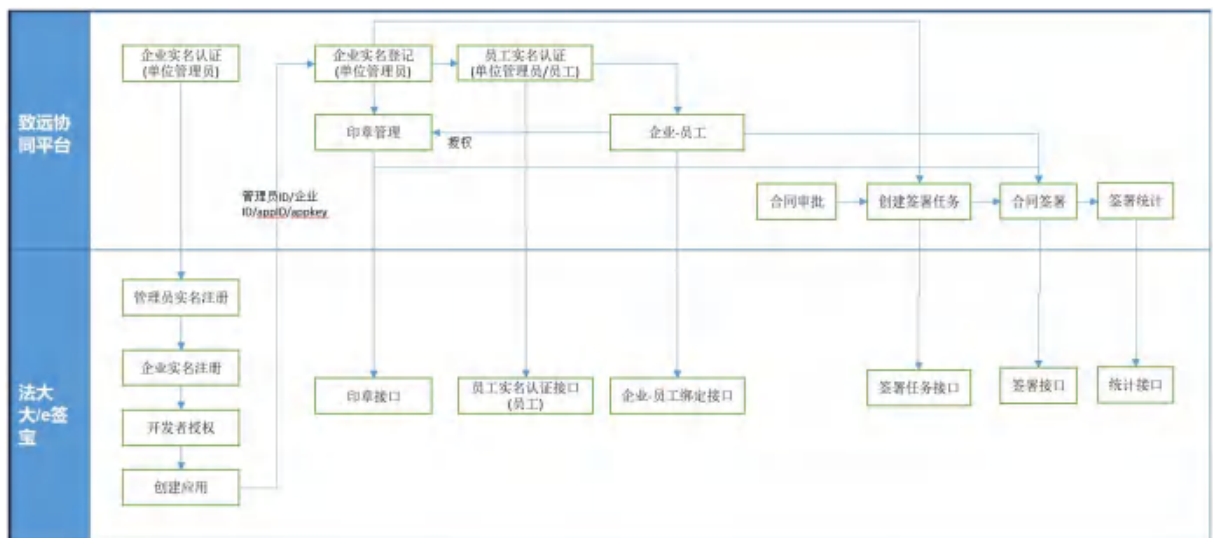 致远协
同平台
企业实名认证
(单位管理员)
企业实名登记
(单位管理员)
员工实名认证
(单位管理员/员工)
印章管理
授权
企业-员工
管理员ID/企业
ID/appID/appkey
合同审批
创建签署任务
合同签署
签署统计
法大
大/e签
宝
管理员实名注册
企业实名注册
开发者授权
创建应用
印章接口
员工实名认证接口
(员工)
企业-员工绑定接口
签署任务接口
签署接口
统计接口